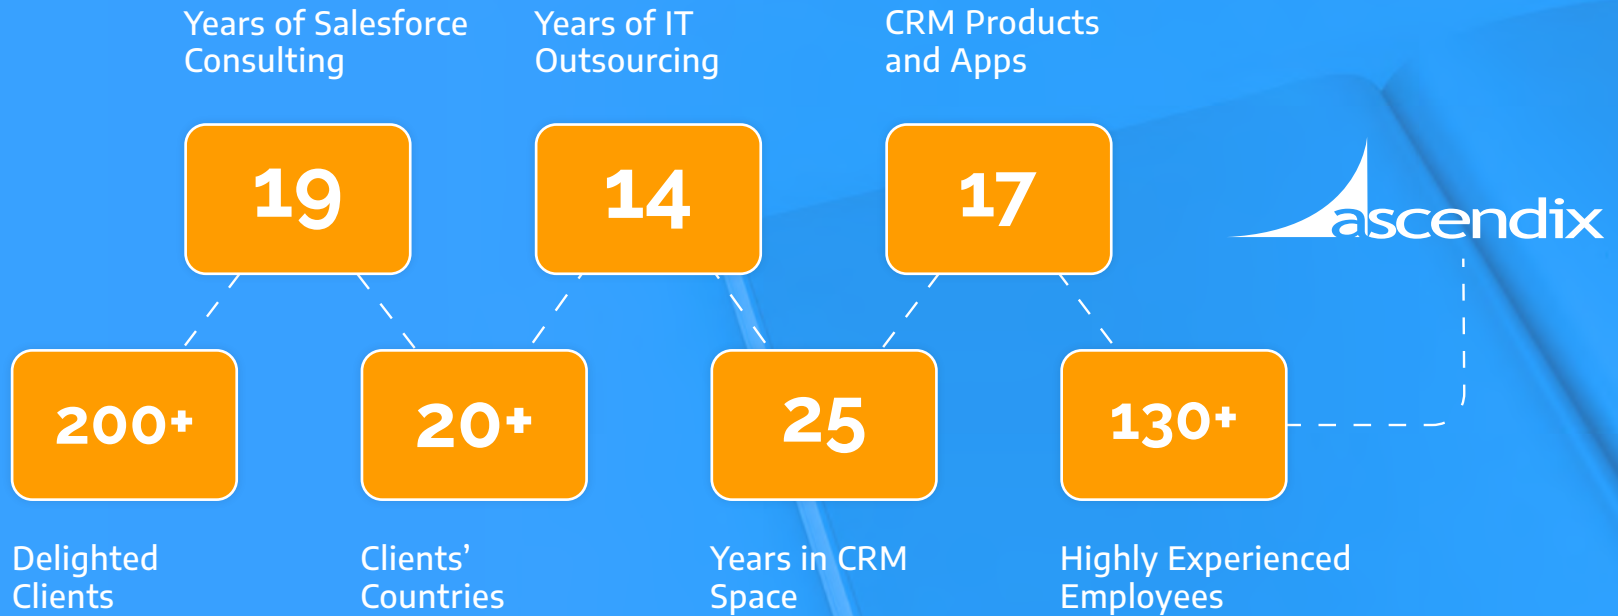 Years of Salesforce
Consulting
Years of IT
Outsourcing
CRM Products
and Apps
19
14
17
ascendix
200+
20+
25
130+
Delighted
Clients
Clients’
Countries
Years in CRM
Space
Highly Experienced
Employees